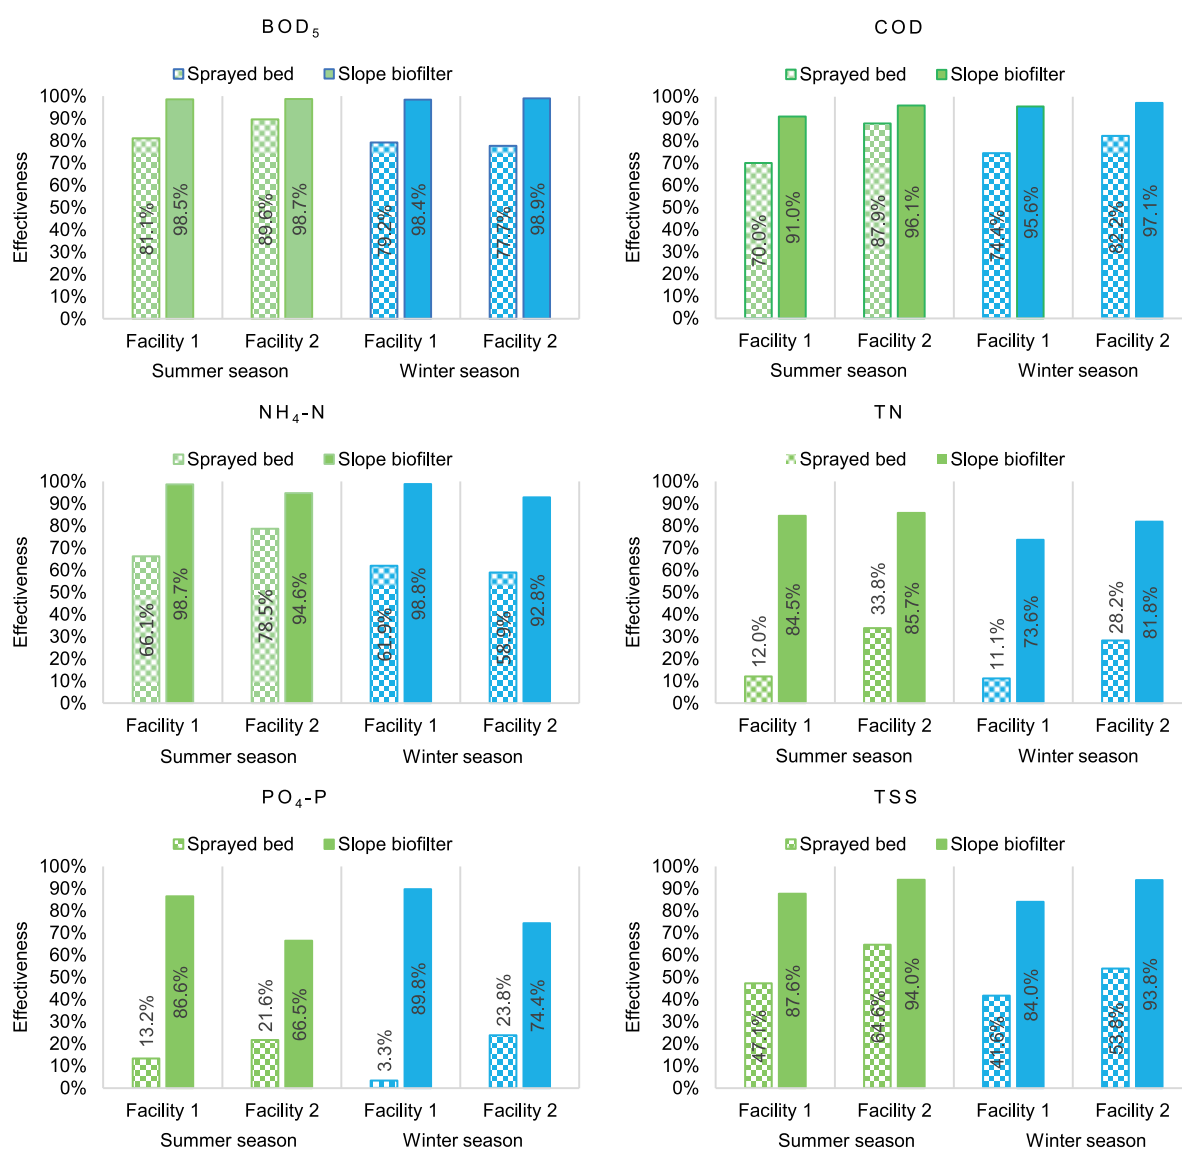 BOD₅
Sprayed bed Slope biofilter
Effectiveness
100%
90%
80%
70%
60%
50%
40%
30%
20%
10%
0%
81.1% 98.5% 89.6% 98.7% 79.2% 98.4% 77.7% 98.9%
Facility 1 Facility 2 Facility 1 Facility 2
Summer season Winter season
COD
Sprayed bed Slope biofilter
Effectiveness
100%
90%
80%
70%
60%
50%
40%
30%
20%
10%
0%
70.0% 91.0% 87.9% 96.1% 74.4% 95.6% 82.2% 97.1%
Facility 1 Facility 2 Facility 1 Facility 2
Summer season Winter season
NH₄-N
Sprayed bed Slope biofilter
Effectiveness
100%
90%
80%
70%
60%
50%
40%
30%
20%
10%
0%
66.1% 98.7% 78.5% 94.6% 61.9% 98.8% 58.9% 92.8%
Facility 1 Facility 2 Facility 1 Facility 2
Summer season Winter season
TN
Sprayed bed Slope biofilter
Effectiveness
100%
90%
80%
70%
60%
50%
40%
30%
20%
10%
0%
12.0% 84.5% 33.8% 85.7% 11.1% 73.6% 28.2% 81.8%
Facility 1 Facility 2 Facility 1 Facility 2
Summer season Winter season
PO₄-P
Sprayed bed Slope biofilter
Effectiveness
100%
90%
80%
70%
60%
50%
40%
30%
20%
10%
0%
13.2% 86.6% 21.6% 66.5% 3.3% 89.8% 23.8% 74.4%
Facility 1 Facility 2 Facility 1 Facility 2
Summer season Winter season
TSS
Sprayed bed Slope biofilter
Effectiveness
100%
90%
80%
70%
60%
50%
40%
30%
20%
10%
0%
47.1% 87.6% 64.6% 94.0% 41.6% 84.0% 53.8% 93.8%
Facility 1 Facility 2 Facility 1 Facility 2
Summer season Winter season